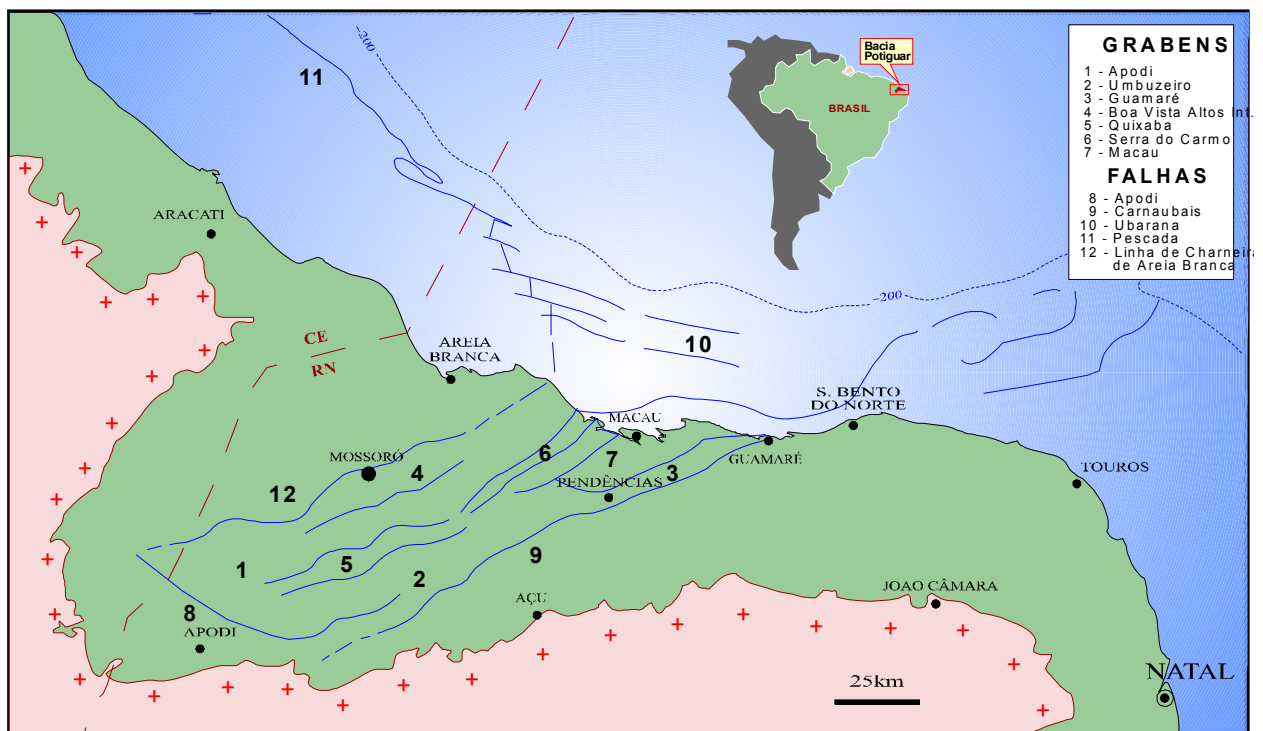 GRABENS
1 - Apodi
2 - Umbuzeiro
3 - Guamaré
4 - Boa Vista Altos Int.
5 - Quixaba
6 - Serra do Carmo
7 - Macau
FALHAS
8 - Apodi
9 - Carnaubais
10 - Ubarana
11 - Pescada
12 - Linha de Charneira
de Areia Branca
Bacia
Potiguar
BRASIL
-200
11
ARACATI
-200
CE
RN
AREIA
BRANCA
10
S. BENTO
DO NORTE
MACAU
MOSSORÓ
4
6
7
3
GUAMARÉ
TOUROS
PENDÊNCIAS
12
9
1
5
2
8
APODI
AÇU
JOAO CÂMARA
25km
NATAL